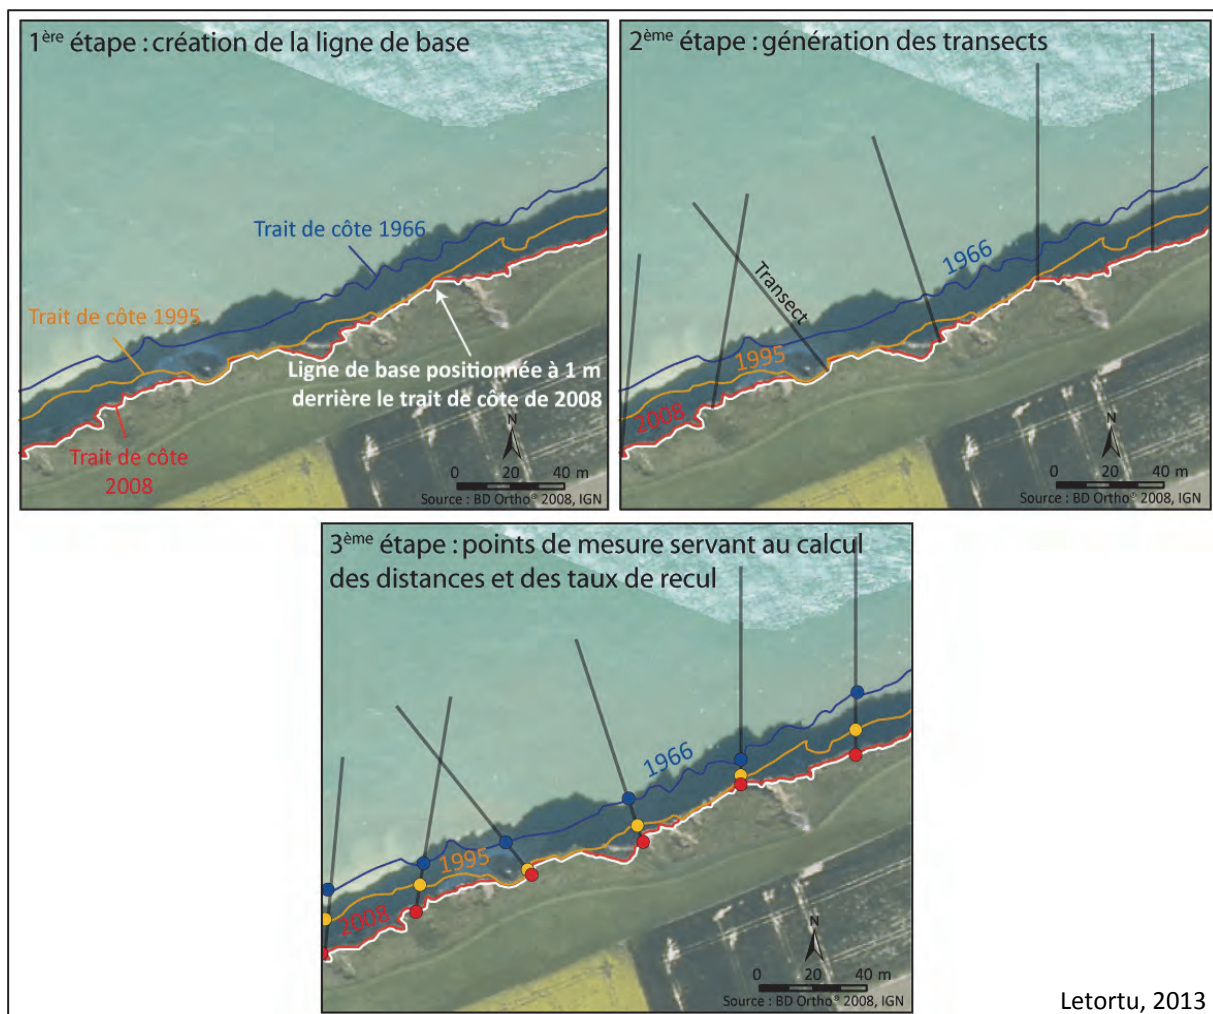 1ère étape : création de la ligne de base
Trait de côte 1966
Trait de côte 1995
Ligne de base positionnée à 1 m
derrière le trait de côte de 2008
Trait de côte
2008
N
0 20 40 m
Source : BD Ortho® 2008, IGN
2ème étape : génération des transects
1966
Transect
1995
2008
N
0 20 40 m
Source : BD Ortho® 2008, IGN
3ème étape : points de mesure servant au calcul
des distances et des taux de recul
1966
1995
2008
N
0 20 40 m
Source : BD Ortho® 2008, IGN
Letortu, 2013